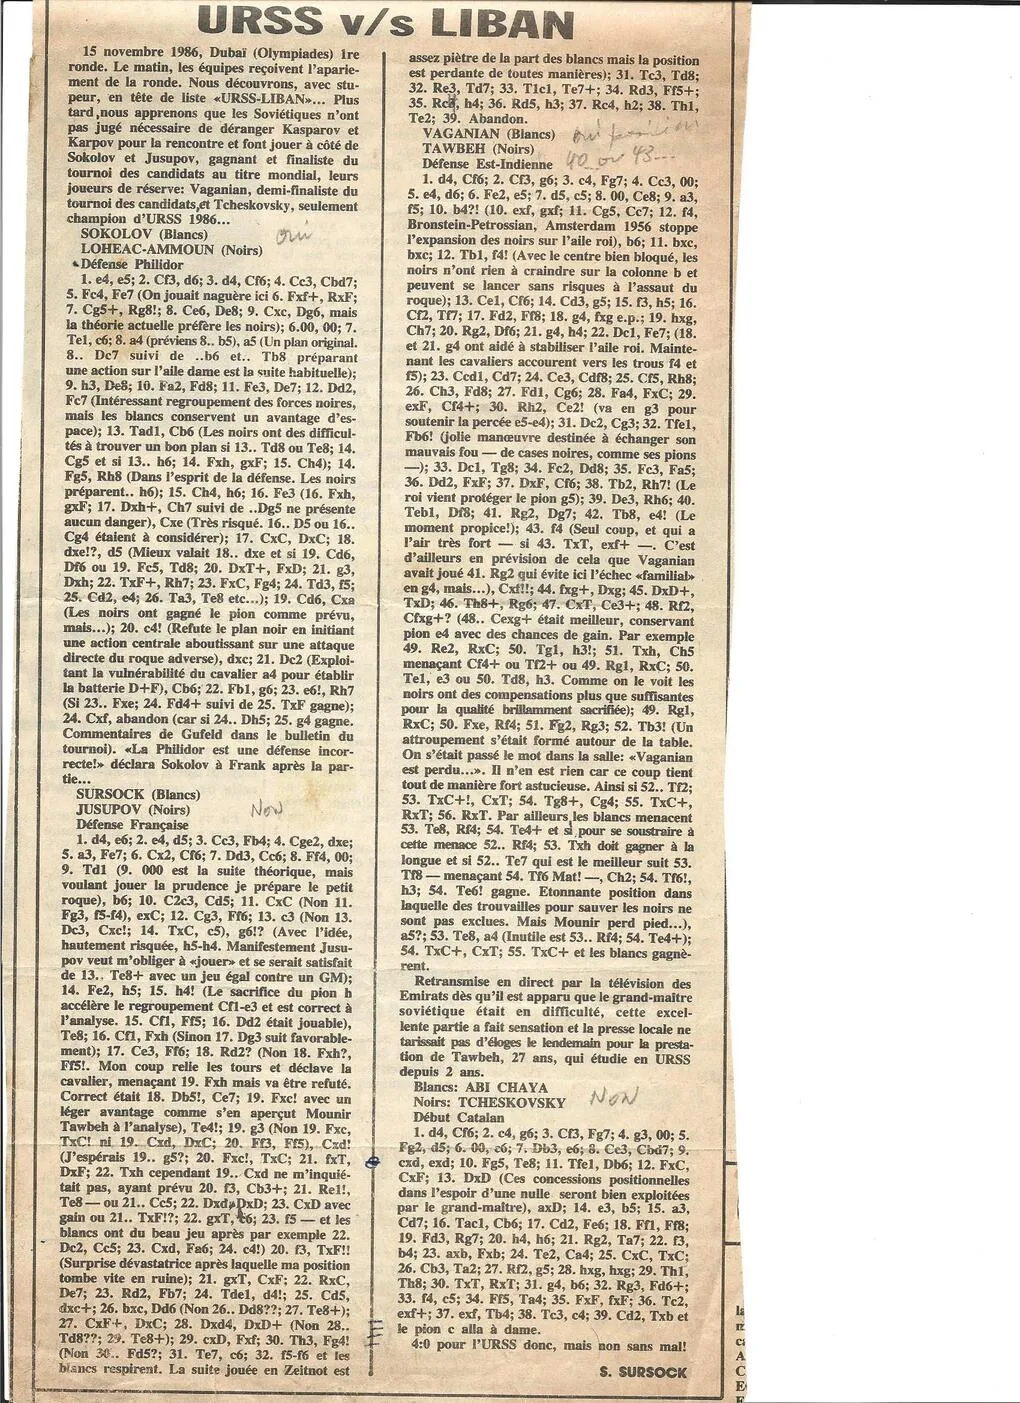 URSS v/s LIBAN
15 novembre 1986, Dubaï (Olympiades) 1re
ronde. Le matin, les équipes reçoivent l'apparie-
ment de la ronde. Nous découvrons, avec stu-
peur, en tête de liste «URSS-LIBAN»... Plus
tard, nous apprenons que les Soviétiques n'ont
pas jugé nécessaire de déranger Kasparov et
Karpov pour la rencontre et font jouer à côté de
Sokolov et Jusupov, gagnant et finaliste du
tournoi des candidats au titre mondial, leurs
joueurs de réserve: Vaganian, demi-finaliste du
tournoi des candidats,et Tcheskovsky, seulement
champion d'URSS 1986...
SOKOLOV (Blancs) oui
LOHEAC-AMMOUN (Noirs)
Défense Philidor
1. e4, e5; 2. Cf3, d6; 3. d4, Cf6; 4. Cc3, Cbd7;
5. Fc4, Fe7 (On jouait naguère ici 6. Fxf+, RxF;
7. Cg5+, Rg8!; 8. Ce6, De8; 9. Cxc, Dg6, mais
la théorie actuelle préfère les noirs); 6.00, 00; 7.
Te1, c6; 8. a4 (préviens 8.. b5), a5 (Un plan original.
8.. Dc7 suivi de ..b6 et.. Tb8 préparant
une action sur l'aile dame est la suite habituelle);
9. h3, De8; 10. Fa2, Fd8; 11. Fe3, De7; 12. Dd2,
Fc7 (Intéressant regroupement des forces noires,
mais les blancs conservent un avantage d'es-
pace); 13. Tad1, Cb6 (Les noirs ont des difficul-
tés à trouver un bon plan si 13.. Td8 ou Te8; 14.
Cg5 et si 13.. h6; 14. Fxh, gxF; 15. Ch4); 14.
Fg5, Rh8 (Dans l'esprit de la défense. Les noirs
préparent.. h6); 15. Ch4, h6; 16. Fe3 (16. Fxh,
gxF; 17. Dxh+, Ch7 suivi de ..Dg5 ne présente
aucun danger), Cxe (Très risqué. 16.. D5 ou 16..
Cg4 étaient à considérer); 17. CxC, DxC; 18.
dxe!?, d5 (Mieux valait 18.. dxe et si 19. Cd6,
Df6 ou 19. Fc5, Td8; 20. DxT+, FxD; 21. g3,
Dxh; 22. TxF+, Rh7; 23. FxC, Fg4; 24. Td3, f5;
25. Cd2, e4; 26. Ta3, Te8 etc...); 19. Cd6, Cxa
(Les noirs ont gagné le pion comme prévu,
mais...); 20. c4! (Refute le plan noir en initiant
une action centrale aboutissant sur une attaque
directe du roque adverse), dxc; 21. Dc2 (Exploi-
tant la vulnérabilité du cavalier a4 pour établir
la batterie D+F), Cb6; 22. Fb1, g6; 23. e6!, Rh7
(Si 23.. Fxe; 24. Fd4+ suivi de 25. TxF gagne);
24. Cxf, abandon (car si 24.. Dh5; 25. g4 gagne.
Commentaires de Gufeld dans le bulletin du
tournoi). «La Philidor est une défense incor-
recte!» déclara Sokolov à Frank après la par-
tie...
SURSOCK (Blancs)
JUSUPOV (Noirs) Non
Défense Française
1. d4, e6; 2. e4, d5; 3. Cc3, Fb4; 4. Cge2, dxe;
5. a3, Fe7; 6. Cx2, Cf6; 7. Dd3, Cc6; 8. Ff4, 00;
9. Td1 (9. 000 est la suite théorique, mais
voulant jouer la prudence je prépare le petit
roque), b6; 10. C2c3, Cd5; 11. CxC (Non 11.
Fg3, f5-f4), exC; 12. Cg3, Ff6; 13. c3 (Non 13.
Dc3, Cxc!; 14. TxC, c5), g6!? (Avec l'idée,
hautement risquée, h5-h4. Manifestement Jusu-
pov veut m'obliger à «jouer» et se serait satisfait
de 13.. Te8+ avec un jeu égal contre un GM);
14. Fe2, h5; 15. h4! (Le sacrifice du pion h
accélère le regroupement Cf1-e3 et est correct à
l'analyse. 15. Cf1, Ff5; 16. Dd2 était jouable),
Te8; 16. Cf1, Fxh (Sinon 17. Dg3 suit favorable-
ment); 17. Ce3, Ff6; 18. Rd2? (Non 18. Fxh?,
Ff5!. Mon coup relie les tours et déclave la
cavalier, menaçant 19. Fxh mais va être refuté.
Correct était 18. Db5!, Ce7; 19. Fxc! avec un
léger avantage comme s'en aperçut Mounir
Tawbeh à l'analyse), Te4!; 19. g3 (Non 19. Fxc,
TxC! ni 19. Cxd, DxC; 20. Ff3, Ff5), Cxd!
(J'espérais 19.. g5?; 20. Fxc!, TxC; 21. fxT,
DxF; 22. Txh cependant 19.. Cxd ne m'inquié-
tait pas, ayant prévu 20. f3, Cb3+; 21. Re1!,
Te8 — ou 21.. Cc5; 22. Dxd, DxD; 23. CxD avec
gain ou 21.. TxF!?; 22. gxT, c6; 23. f5 — et les
blancs ont du beau jeu après par exemple 22.
Dc2, Cc5; 23. Cxd, Fa6; 24. c4!) 20. f3, TxF!!
(Surprise dévastatrice après laquelle ma position
tombe vite en ruine); 21. gxT, CxF; 22. RxC,
De7; 23. Rd2, Fb7; 24. Tde1, d4!; 25. Cd5,
dxc+; 26. bxc, Dd6 (Non 26.. Dd8??; 27. Te8+);
27. CxF+, DxC; 28. Dxd4, DxD+ (Non 28..
Td8??; 29. Te8+); 29. cxD, Fxf; 30. Th3, Fg4!
(Non 30.. Fd5?; 31. Te7, c6; 32. f5-f6 et les
blancs respirent. La suite jouée en Zeitnot est
assez piètre de la part des blancs mais la position
est perdante de toutes manières); 31. Tc3, Td8;
32. Re3, Td7; 33. T1c1, Te7+; 34. Rd3, Ff5+;
35. Rc3, h4; 36. Rd5, h3; 37. Rc4, h2; 38. Th1,
Te2; 39. Abandon.
VAGANIAN (Blancs)
TAWBEH (Noirs)
Défense Est-Indienne 40 ou 43...
1. d4, Cf6; 2. Cf3, g6; 3. c4, Fg7; 4. Cc3, 00;
5. e4, d6; 6. Fe2, e5; 7. d5, c5; 8. 00, Ce8; 9. a3,
f5; 10. b4?! (10. exf, gxf; 11. Cg5, Cc7; 12. f4,
Bronstein-Petrossian, Amsterdam 1956 stoppe
l'expansion des noirs sur l'aile roi), b6; 11. bxc,
bxc; 12. Tb1, f4! (Avec le centre bien bloqué, les
noirs n'ont rien à craindre sur la colonne b et
peuvent se lancer sans risques à l'assaut du
roque); 13. Ce1, Cf6; 14. Cd3, g5; 15. f3, h5; 16.
Cf2, Tf7; 17. Fd2, Ff8; 18. g4, fxg e.p.; 19. hxg,
Ch7; 20. Rg2, Df6; 21. g4, h4; 22. Dc1, Fe7; (18.
et 21. g4 ont aidé à stabiliser l'aile roi. Mainte-
nant les cavaliers accourent vers les trous f4 et
f5); 23. Ccd1, Cd7; 24. Ce3, Cdf8; 25. Cf5, Rh8;
26. Ch3, Fd8; 27. Fd1, Cg6; 28. Fa4, FxC; 29.
exF, Cf4+; 30. Rh2, Ce2! (va en g3 pour
soutenir la percée e5-e4); 31. Dc2, Cg3; 32. Tfe1,
Fb6! (jolie manœuvre destinée à échanger son
mauvais fou — de cases noires, comme ses pions
—); 33. Dc1, Tg8; 34. Fc2, Dd8; 35. Fc3, Fa5;
36. Dd2, FxF; 37. DxF, Cf6; 38. Tb2, Rh7! (Le
roi vient protéger le pion g5); 39. De3, Rh6; 40.
Teb1, Df8; 41. Rg2, Dg7; 42. Tb8, e4! (Le
moment propice!); 43. f4 (Seul coup, et qui a
l'air très fort — si 43. TxT, exf+ —. C'est
d'ailleurs en prévision de cela que Vaganian
avait joué 41. Rg2 qui évite ici l'échec «familial»
en g4, mais...), Cxf!!; 44. fxg+, Dxg; 45. DxD+,
TxD; 46. Th8+, Rg6; 47. CxT, Ce3+; 48. Rf2,
Cfxg+? (48.. Cexg+ était meilleur, conservant
pion e4 avec des chances de gain. Par exemple
49. Re2, RxC; 50. Tg1, h3!; 51. Txh, Ch5
menaçant Cf4+ ou Tf2+ ou 49. Rg1, RxC; 50.
Te1, e3 ou 50. Td8, h3. Comme on le voit les
noirs ont des compensations plus que suffisantes
pour la qualité brillamment sacrifiée); 49. Rg1,
RxC; 50. Fxe, Rf4; 51. Fg2, Rg3; 52. Tb3! (Un
attroupement s'était formé autour de la table.
On s'était passé le mot dans la salle: «Vaganian
est perdu...». Il n'en est rien car ce coup tient
tout de manière fort astucieuse. Ainsi si 52.. Tf2;
53. TxC+!, CxT; 54. Tg8+, Cg4; 55. TxC+,
RxT; 56. RxT. Par ailleurs,les blancs menacent
53. Te8, Rf4; 54. Te4+ et si pour se soustraire à
cette menace 52.. Rf4; 53. Txh doit gagner à la
longue et si 52.. Te7 qui est le meilleur suit 53.
Tf8 — menaçant 54. Tf6 Mat! —, Ch2; 54. Tf6!,
h3; 54. Te6! gagne. Etonnante position dans
laquelle des trouvailles pour sauver les noirs ne
sont pas exclues. Mais Mounir perd pied...),
a5?; 53. Te8, a4 (Inutile est 53.. Rf4; 54. Te4+);
54. TxC+, CxT; 55. TxC+ et les blancs gagnè-
rent.
Retransmise en direct par la télévision des
Emirats dès qu'il est apparu que le grand-maître
soviétique était en difficulté, cette excel-
lente partie a fait sensation et la presse locale ne
tarissait pas d'éloges le lendemain pour la presta-
tion de Tawbeh, 27 ans, qui étudie en URSS
depuis 2 ans.
Blancs: ABI CHAYA
Noirs: TCHESKOVSKY Non
Début Catalan
1. d4, Cf6; 2. c4, g6; 3. Cf3, Fg7; 4. g3, 00; 5.
Fg2, d5; 6. 00, c6; 7. Db3, e6; 8. Cc3, Cbd7; 9.
cxd, exd; 10. Fg5, Te8; 11. Tfe1, Db6; 12. FxC,
CxF; 13. DxD (Ces concessions positionnelles
dans l'espoir d'une nulle seront bien exploitées
par le grand-maître), axD; 14. e3, b5; 15. a3,
Cd7; 16. Tac1, Cb6; 17. Cd2, Fe6; 18. Ff1, Ff8;
19. Fd3, Rg7; 20. h4, h6; 21. Rg2, Ta7; 22. f3,
b4; 23. axb, Fxb; 24. Te2, Ca4; 25. CxC, TxC;
26. Cb3, Ta2; 27. Rf2, g5; 28. hxg, hxg; 29. Th1,
Th8; 30. TxT, RxT; 31. g4, b6; 32. Rg3, Fd6+;
33. f4, c5; 34. Ff5, Ta4; 35. FxF, fxF; 36. Tc2,
exf+; 37. exf, Tb4; 38. Tc3, c4; 39. Cd2, Txb et
le pion c alla à dame.
4:0 pour l'URSS donc, mais non sans mal!
S. SURSOCK